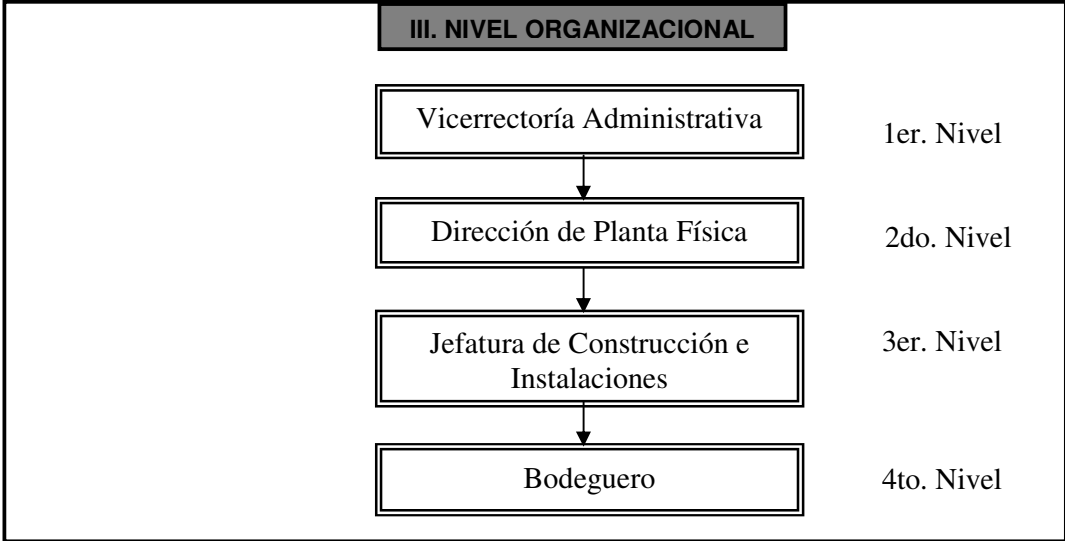 III. NIVEL ORGANIZACIONAL
Vicerrectoría Administrativa
1er. Nivel
Dirección de Planta Física
2do. Nivel
Jefatura de Construcción e
Instalaciones
3er. Nivel
Bodeguero
4to. Nivel